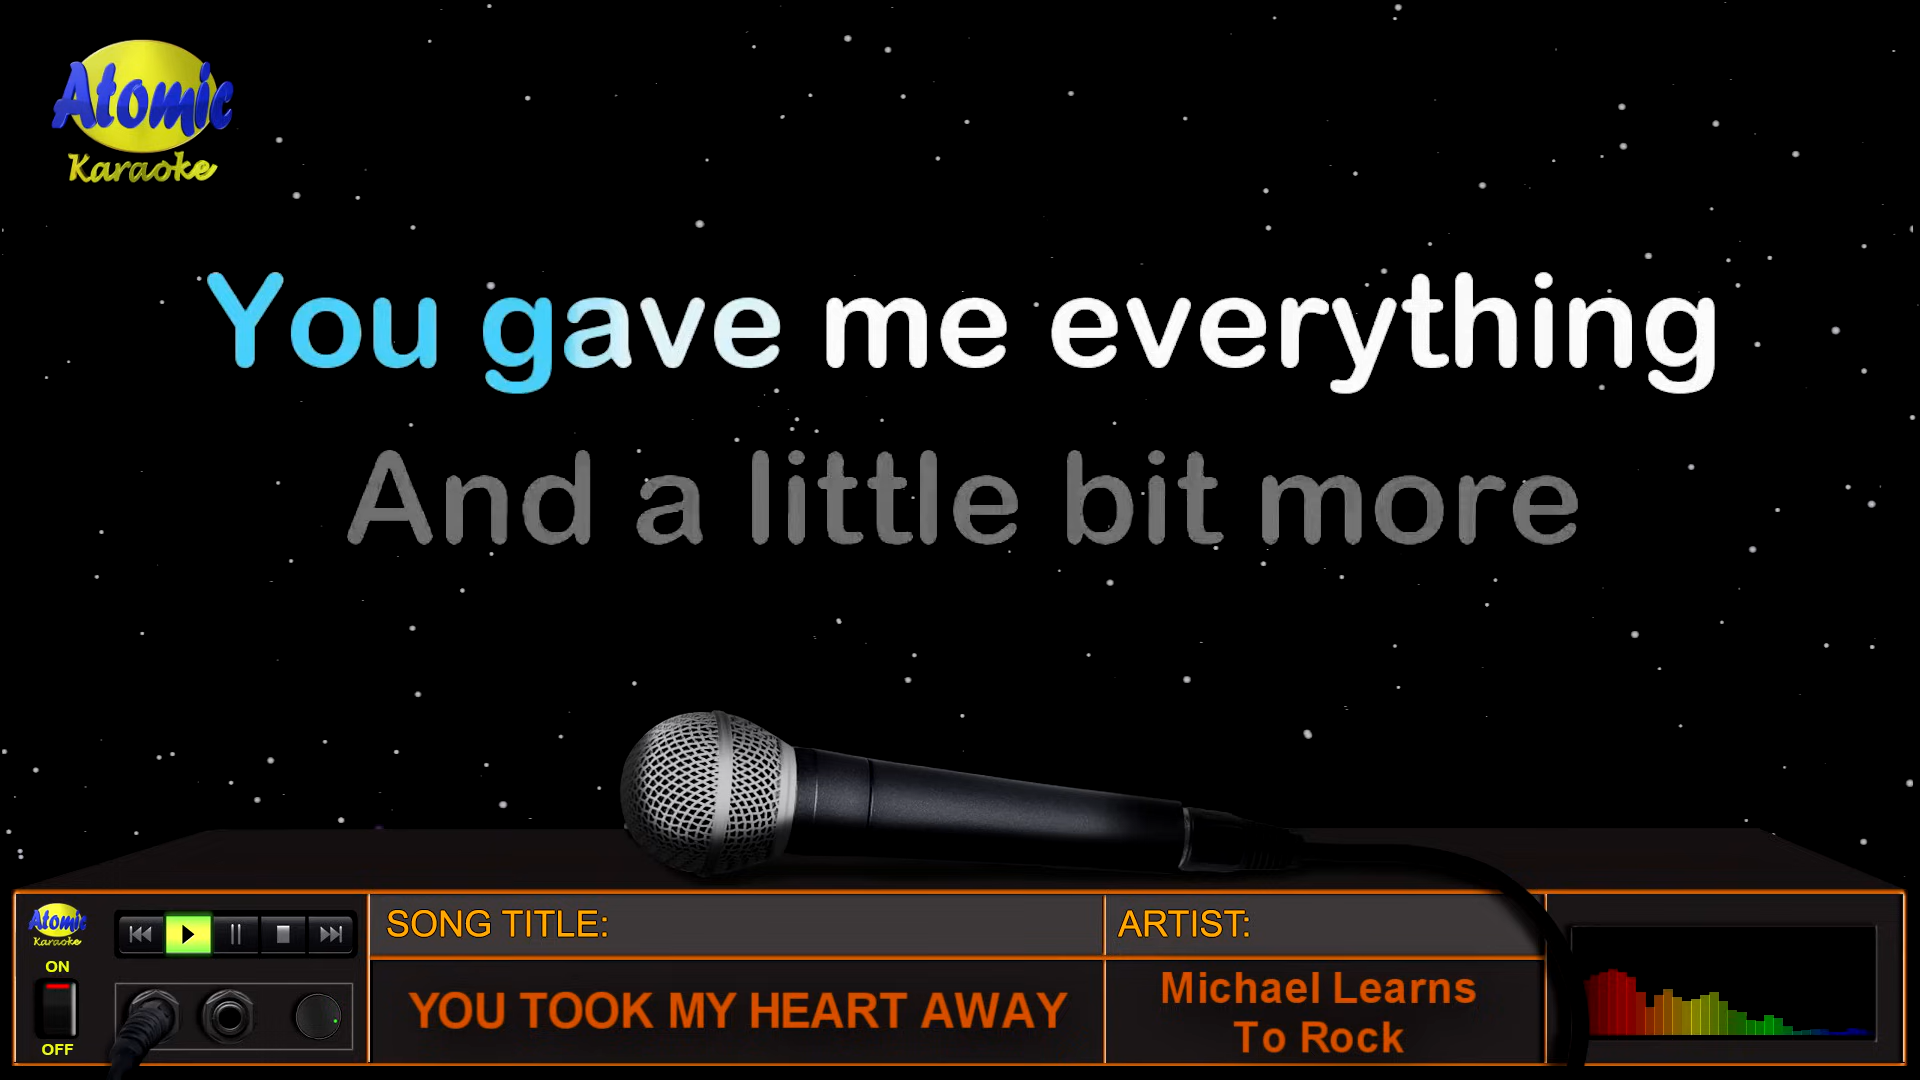 Atomic
Karaoke
You gave me everything
And a little bit more
Atomic
Karaoke
ON
OFF
SONG TITLE:
YOU TOOK MY HEART AWAY
ARTIST:
Michael Learns
To Rock